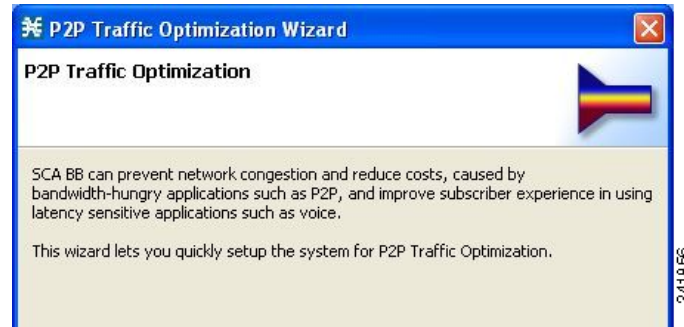 P2P Traffic Optimization Wizard
P2P Traffic Optimization
SCA BB can prevent network congestion and reduce costs, caused by
bandwidth-hungry applications such as P2P, and improve subscriber experience in using
latency sensitive applications such as voice.
This wizard lets you quickly setup the system for P2P Traffic Optimization.